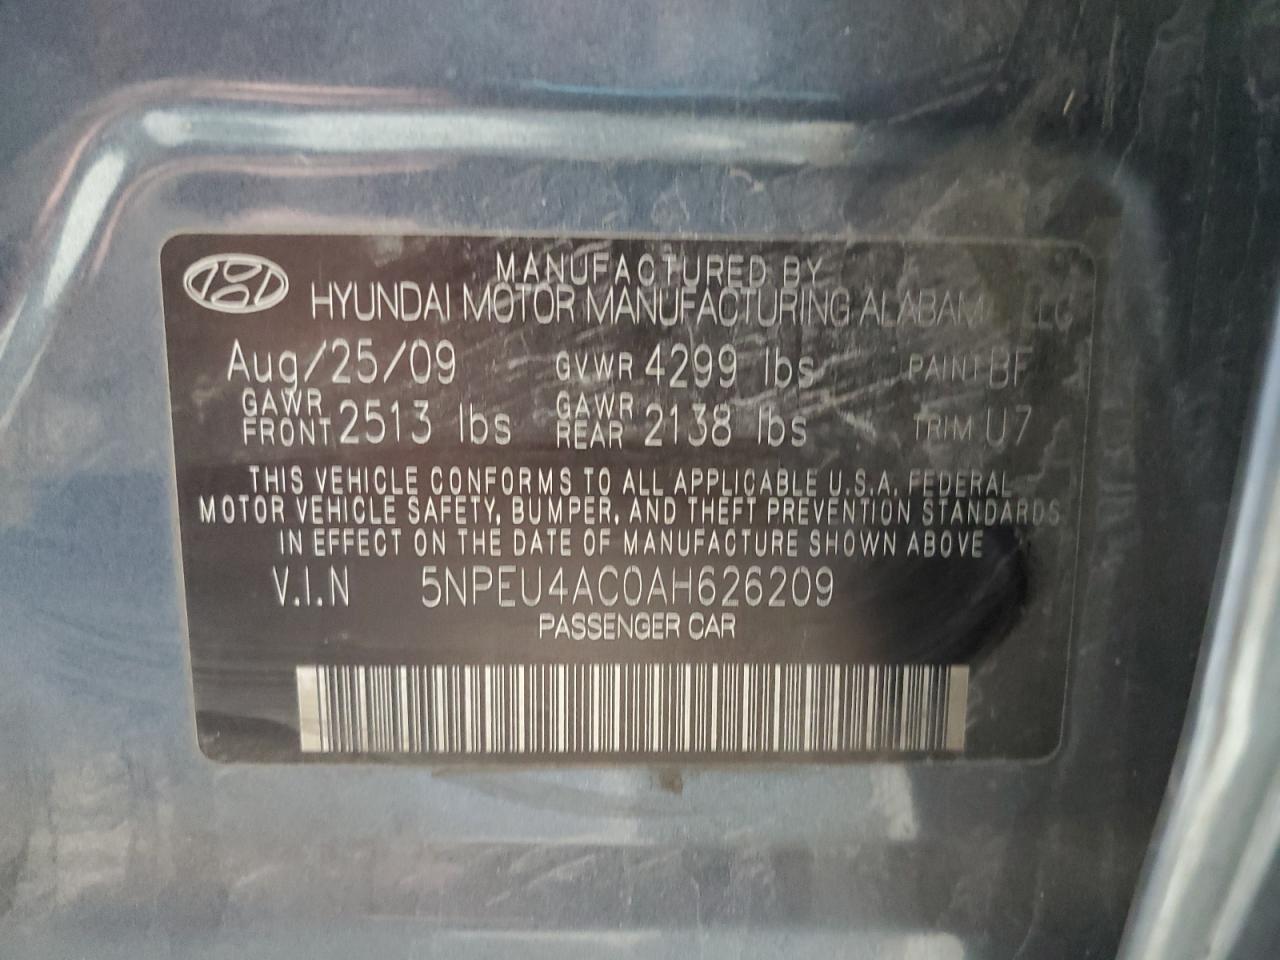 MANUFACTURED BY
HYUNDAI MOTOR MANUFACTURING ALABAMA LLC
Aug/25/09 GVWR 4299 lbs PAINT BF
GAWR FRONT 2513 lbs GAWR REAR 2138 lbs TRIM U7
THIS VEHICLE CONFORMS TO ALL APPLICABLE U.S.A. FEDERAL
MOTOR VEHICLE SAFETY, BUMPER, AND THEFT PREVENTION STANDARDS
IN EFFECT ON THE DATE OF MANUFACTURE SHOWN ABOVE
V.I.N 5NPEU4AC0AH626209
PASSENGER CAR